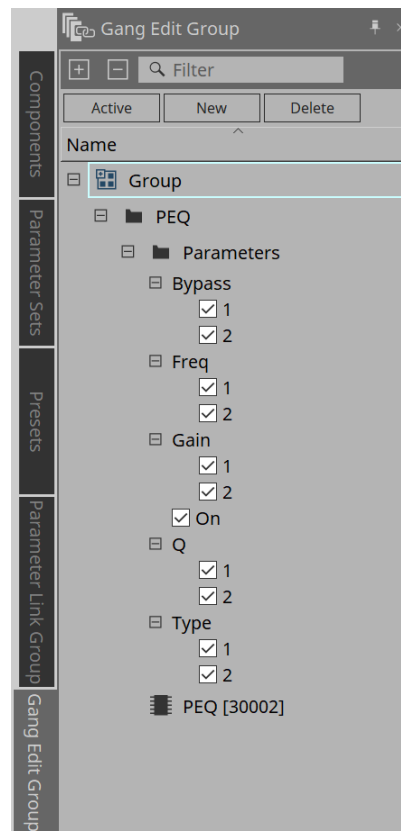 Gang Edit Group
Filter
Active New Delete
Name
Group
PEQ
Parameters
Bypass
1
2
Freq
1
2
Gain
1
2
On
Q
1
2
Type
1
2
PEQ [30002]
Components
Parameter Sets
Presets
Parameter Link Group
Gang Edit Group